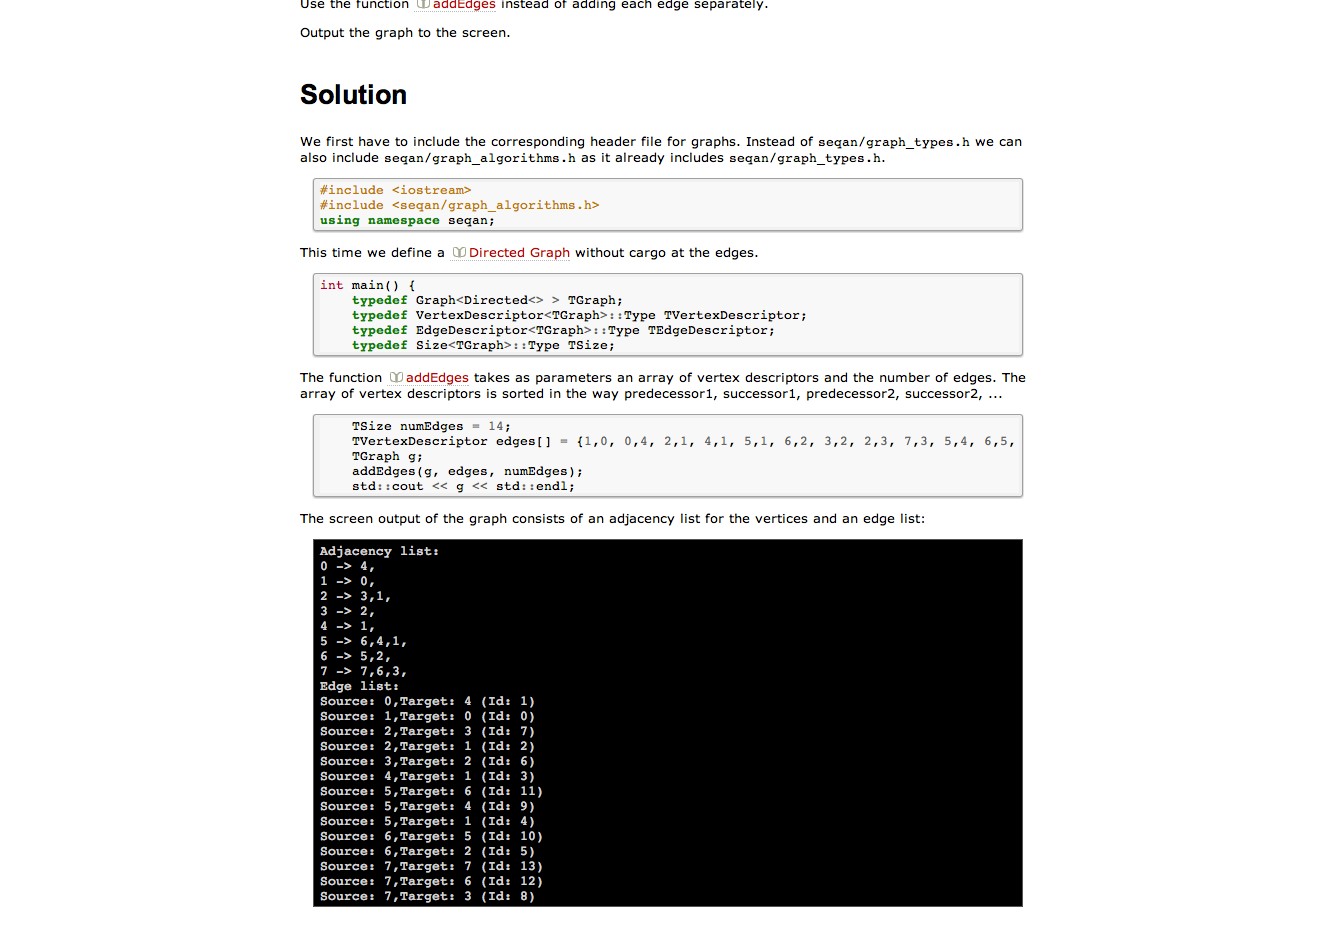 Use the function addEdges instead of adding each edge separately.
Output the graph to the screen.
Solution
We first have to include the corresponding header file for graphs. Instead of seqan/graph_types.h we can
also include seqan/graph_algorithms.h as it already includes seqan/graph_types.h.
#include <iostream>
#include <seqan/graph_algorithms.h>
using namespace seqan;
This time we define a Directed Graph without cargo at the edges.
int main() {
    typedef Graph<Directed<> > TGraph;
    typedef VertexDescriptor<TGraph>::Type TVertexDescriptor;
    typedef EdgeDescriptor<TGraph>::Type TEdgeDescriptor;
    typedef Size<TGraph>::Type TSize;
The function addEdges takes as parameters an array of vertex descriptors and the number of edges. The
array of vertex descriptors is sorted in the way predecessor1, successor1, predecessor2, successor2, ...
    TSize numEdges = 14;
    TVertexDescriptor edges[] = {1,0, 0,4, 2,1, 4,1, 5,1, 6,2, 3,2, 2,3, 7,3, 5,4, 6,5,
    TGraph g;
    addEdges(g, edges, numEdges);
    std::cout << g << std::endl;
The screen output of the graph consists of an adjacency list for the vertices and an edge list:
Adjacency list:
0 -> 4,
1 -> 0,
2 -> 3,1,
3 -> 2,
4 -> 1,
5 -> 6,4,1,
6 -> 5,2,
7 -> 7,6,3,
Edge list:
Source: 0,Target: 4 (Id: 1)
Source: 1,Target: 0 (Id: 0)
Source: 2,Target: 3 (Id: 7)
Source: 2,Target: 1 (Id: 2)
Source: 3,Target: 2 (Id: 6)
Source: 4,Target: 1 (Id: 3)
Source: 5,Target: 6 (Id: 11)
Source: 5,Target: 4 (Id: 9)
Source: 5,Target: 1 (Id: 4)
Source: 6,Target: 5 (Id: 10)
Source: 6,Target: 2 (Id: 5)
Source: 7,Target: 7 (Id: 13)
Source: 7,Target: 6 (Id: 12)
Source: 7,Target: 3 (Id: 8)